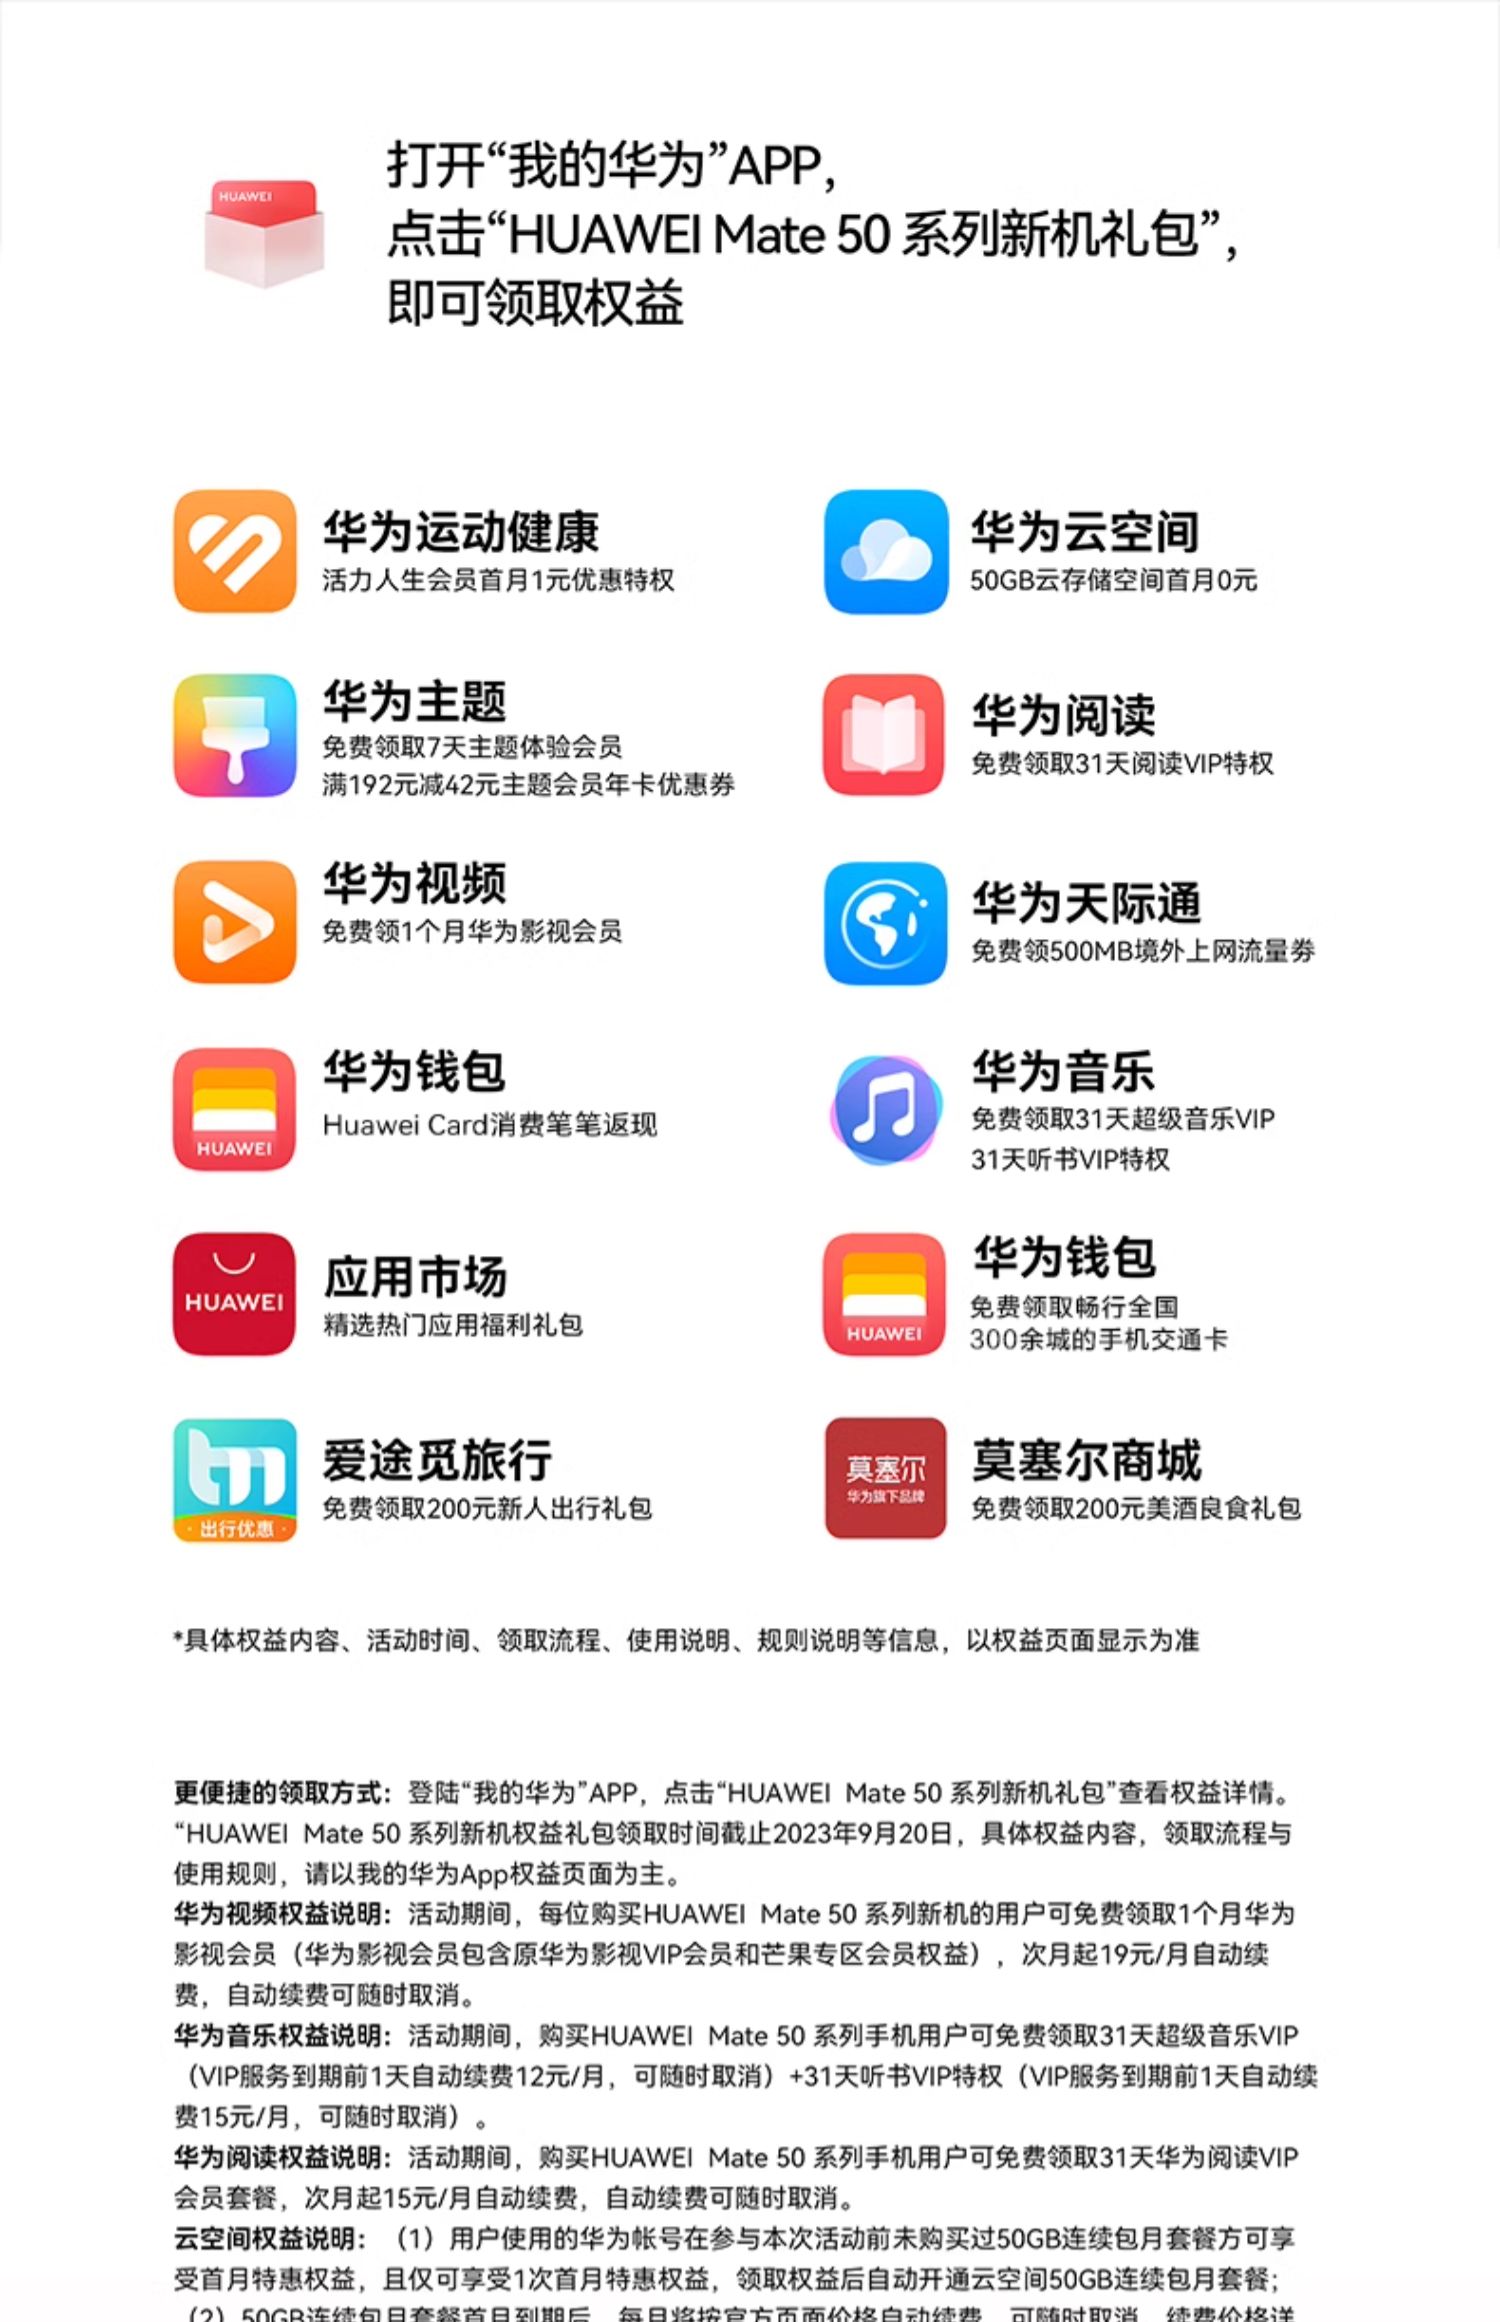 HUAWEI
打开“我的华为”APP,
点击“HUAWEI Mate 50 系列新机礼包”,
即可领取权益
华为运动健康
活力人生会员首月1元优惠特权
华为云空间
50GB云存储空间首月0元
华为主题
免费领取7天主题体验会员
满192元减42元主题会员年卡优惠券
华为阅读
免费领取31天阅读VIP特权
华为视频
免费领1个月华为影视会员
华为天际通
免费领500MB境外上网流量劵
HUAWEI
华为钱包
Huawei Card消费笔笔返现
华为音乐
免费领取31天超级音乐VIP
31天听书VIP特权
HUAWEI
应用市场
精选热门应用福利礼包
HUAWEI
华为钱包
免费领取畅行全国
300余城的手机交通卡
tm
·出行优惠·
爱途觅旅行
免费领取200元新人出行礼包
莫塞尔
华为旗下品牌
莫塞尔商城
免费领取200元美酒良食礼包
*具体权益内容、活动时间、领取流程、使用说明、规则说明等信息，以权益页面显示为准
更便捷的领取方式：登陆“我的华为”APP，点击“HUAWEI Mate 50 系列新机礼包”查看权益详情。
“HUAWEI Mate 50 系列新机权益礼包领取时间截止2023年9月20日，具体权益内容，领取流程与
使用规则，请以我的华为App权益页面为主。
华为视频权益说明：活动期间，每位购买HUAWEI Mate 50 系列新机的用户可免费领取1个月华为
影视会员（华为影视会员包含原华为影视VIP会员和芒果专区会员权益），次月起19元/月自动续
费，自动续费可随时取消。
华为音乐权益说明：活动期间，购买HUAWEI Mate 50 系列手机用户可免费领取31天超级音乐VIP
（VIP服务到期前1天自动续费12元/月，可随时取消）+31天听书VIP特权（VIP服务到期前1天自动续
费15元/月，可随时取消）。
华为阅读权益说明：活动期间，购买HUAWEI Mate 50 系列手机用户可免费领取31天华为阅读VIP
会员套餐，次月起15元/月自动续费，自动续费可随时取消。
云空间权益说明：（1）用户使用的华为帐号在参与本次活动前未购买过50GB连续包月套餐方可享
受首月特惠权益，且仅可享受1次首月特惠权益，领取权益后自动开通云空间50GB连续包月套餐；
（2）50GB连续包月套餐首月到期后，每月将按官方页面价格自动续费，可随时取消，续费价格详